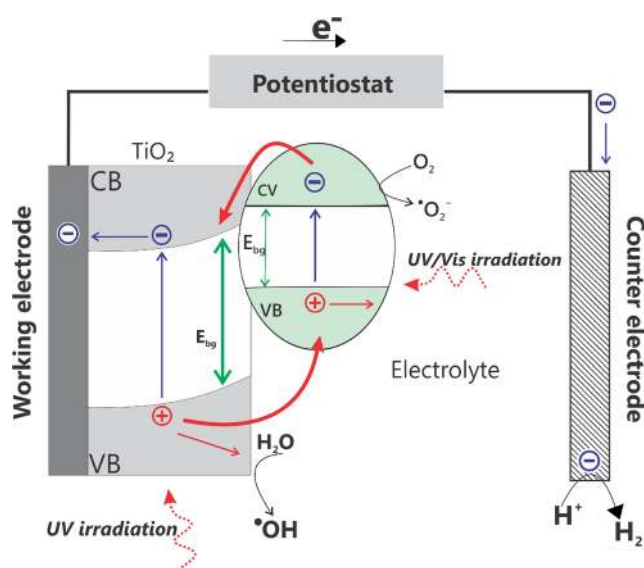 e⁻
Potentiostat
TiO₂
CB
CV
O₂
•O₂⁻
E_bg
UV/Vis irradiation
VB
E_bg
Electrolyte
Working electrode
Counter electrode
VB
H₂O
•OH
UV irradiation
H⁺
H₂